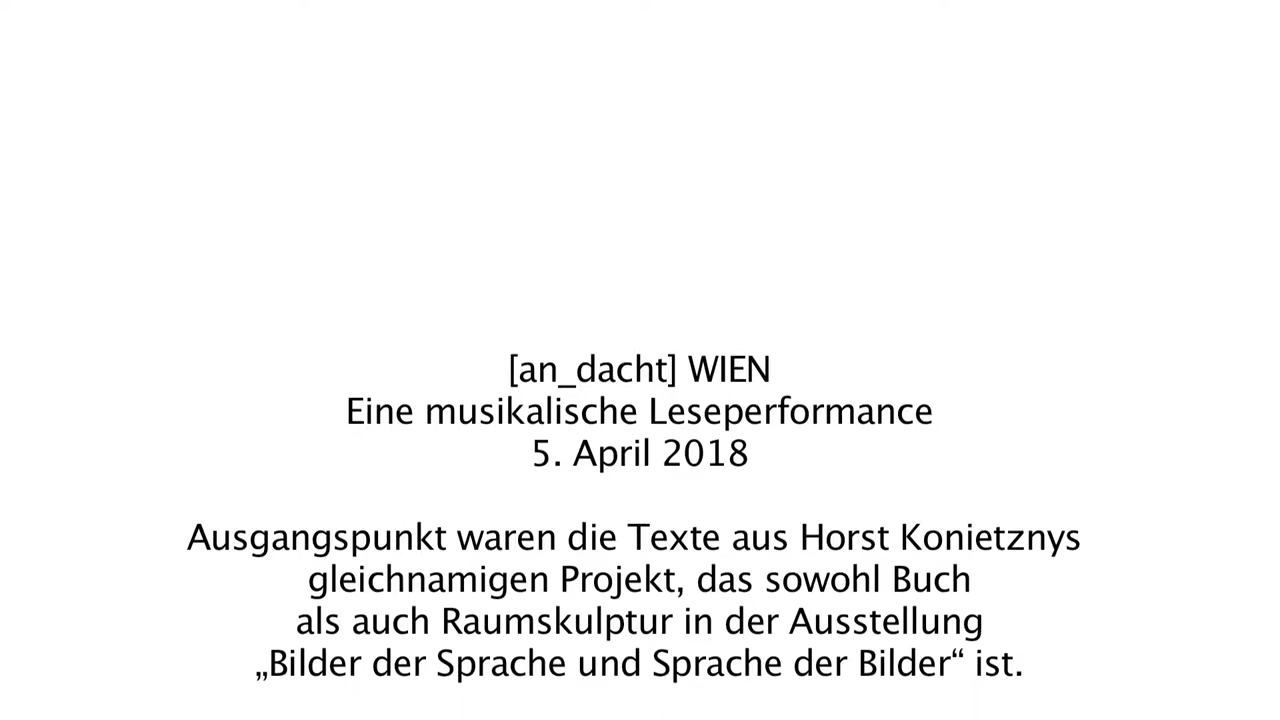 [an_dacht] WIEN
Eine musikalische Leseperformance
5. April 2018
Ausgangspunkt waren die Texte aus Horst Konietznys
gleichnamigen Projekt, das sowohl Buch
als auch Raumskulptur in der Ausstellung
„Bilder der Sprache und Sprache der Bilder“ ist.